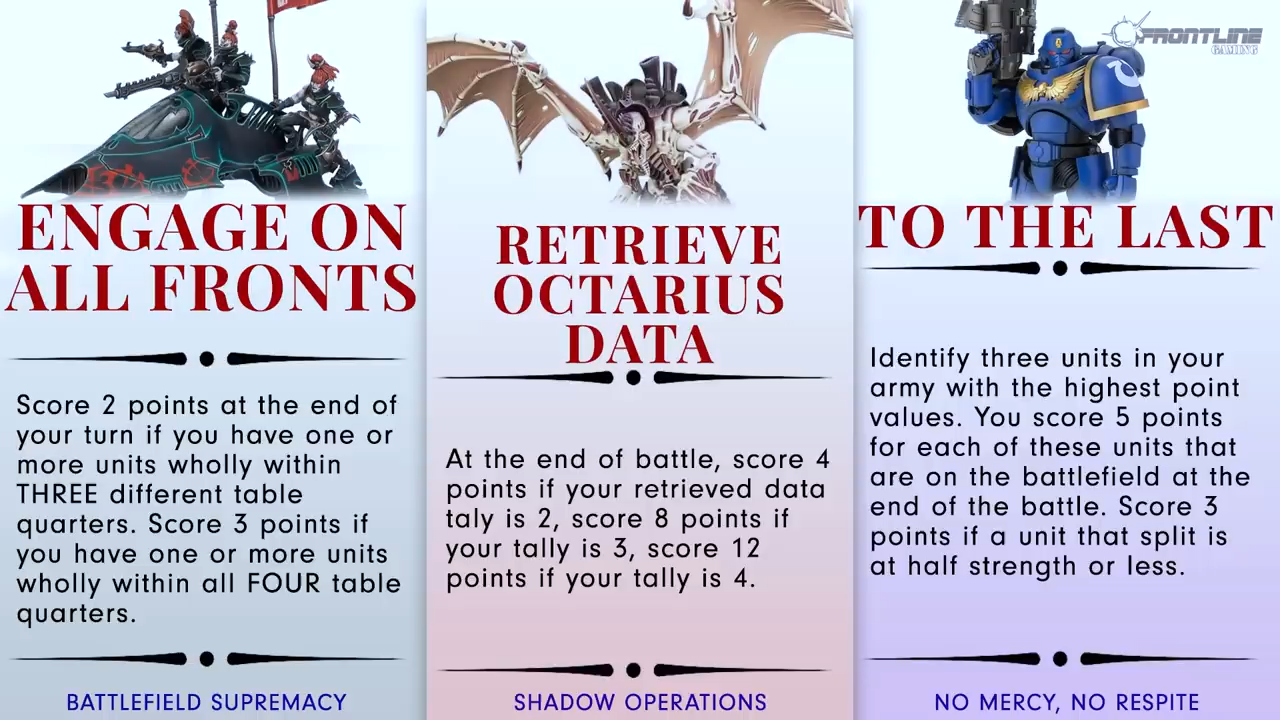 FRONTLINE
GAMING
ENGAGE ON
ALL FRONTS
Score 2 points at the end of
your turn if you have one or
more units wholly within
THREE different table
quarters. Score 3 points if
you have one or more units
wholly within all FOUR table
quarters.
BATTLEFIELD SUPREMACY
RETRIEVE
OCTARIUS
DATA
At the end of battle, score 4
points if your retrieved data
taly is 2, score 8 points if
your tally is 3, score 12
points if your tally is 4.
SHADOW OPERATIONS
TO THE LAST
Identify three units in your
army with the highest point
values. You score 5 points
for each of these units that
are on the battlefield at the
end of the battle. Score 3
points if a unit that split is
at half strength or less.
NO MERCY, NO RESPITE